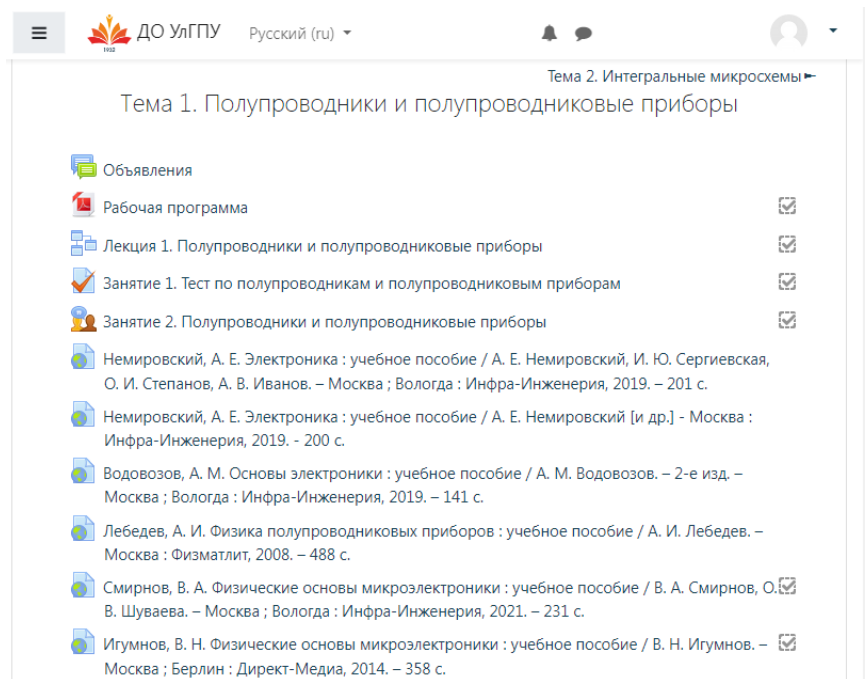 ДО УлГПУ
Русский (ru)
1932
Тема 2. Интегральные микросхемы►
Тема 1. Полупроводники и полупроводниковые приборы
Объявления
Рабочая программа
Лекция 1. Полупроводники и полупроводниковые приборы
Занятие 1. Тест по полупроводникам и полупроводниковым приборам
Занятие 2. Полупроводники и полупроводниковые приборы
Немировский, А. Е. Электроника : учебное пособие / А. Е. Немировский, И. Ю. Сергиевская,
О. И. Степанов, А. В. Иванов. – Москва ; Вологда : Инфра-Инженерия, 2019. – 201 с.
Немировский, А. Е. Электроника : учебное пособие / А. Е. Немировский [и др.] - Москва :
Инфра-Инженерия, 2019. - 200 с.
Водовозов, А. М. Основы электроники : учебное пособие / А. М. Водовозов. – 2-е изд. –
Москва ; Вологда : Инфра-Инженерия, 2019. – 141 с.
Лебедев, А. И. Физика полупроводниковых приборов : учебное пособие / А. И. Лебедев. –
Москва : Физматлит, 2008. – 488 с.
Смирнов, В. А. Физические основы микроэлектроники : учебное пособие / В. А. Смирнов, О.
В. Шуваева. – Москва ; Вологда : Инфра-Инженерия, 2021. – 231 с.
Игумнов, В. Н. Физические основы микроэлектроники : учебное пособие / В. Н. Игумнов. –
Москва ; Берлин : Директ-Медиа, 2014. – 358 с.